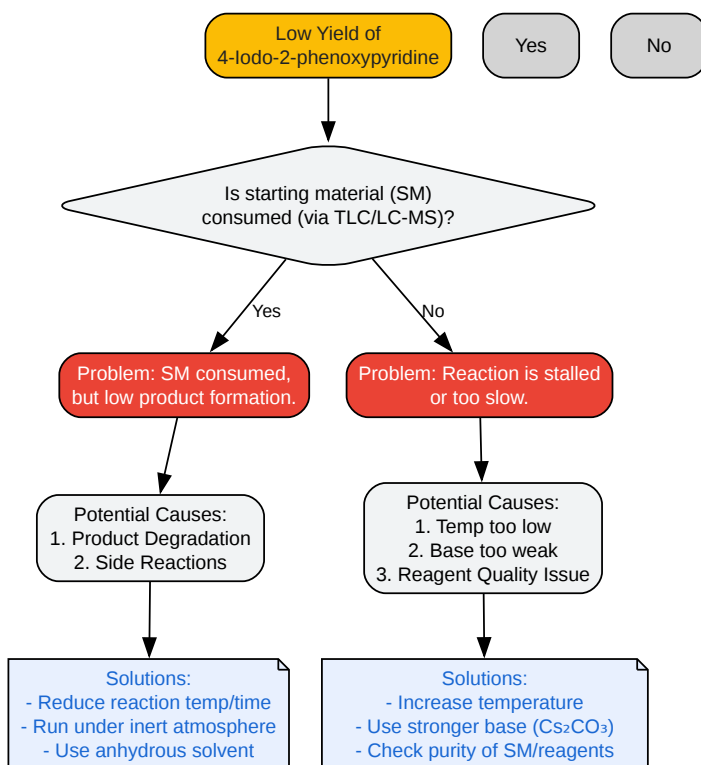 Low Yield of
4-Iodo-2-phenoxypyridine
Yes
No
Is starting material (SM)
consumed (via TLC/LC-MS)?
Yes
No
Problem: SM consumed,
but low product formation.
Problem: Reaction is stalled
or too slow.
Potential Causes:
1. Product Degradation
2. Side Reactions
Potential Causes:
1. Temp too low
2. Base too weak
3. Reagent Quality Issue
Solutions:
- Reduce reaction temp/time
- Run under inert atmosphere
- Use anhydrous solvent
Solutions:
- Increase temperature
- Use stronger base (Cs₂CO₃)
- Check purity of SM/reagents